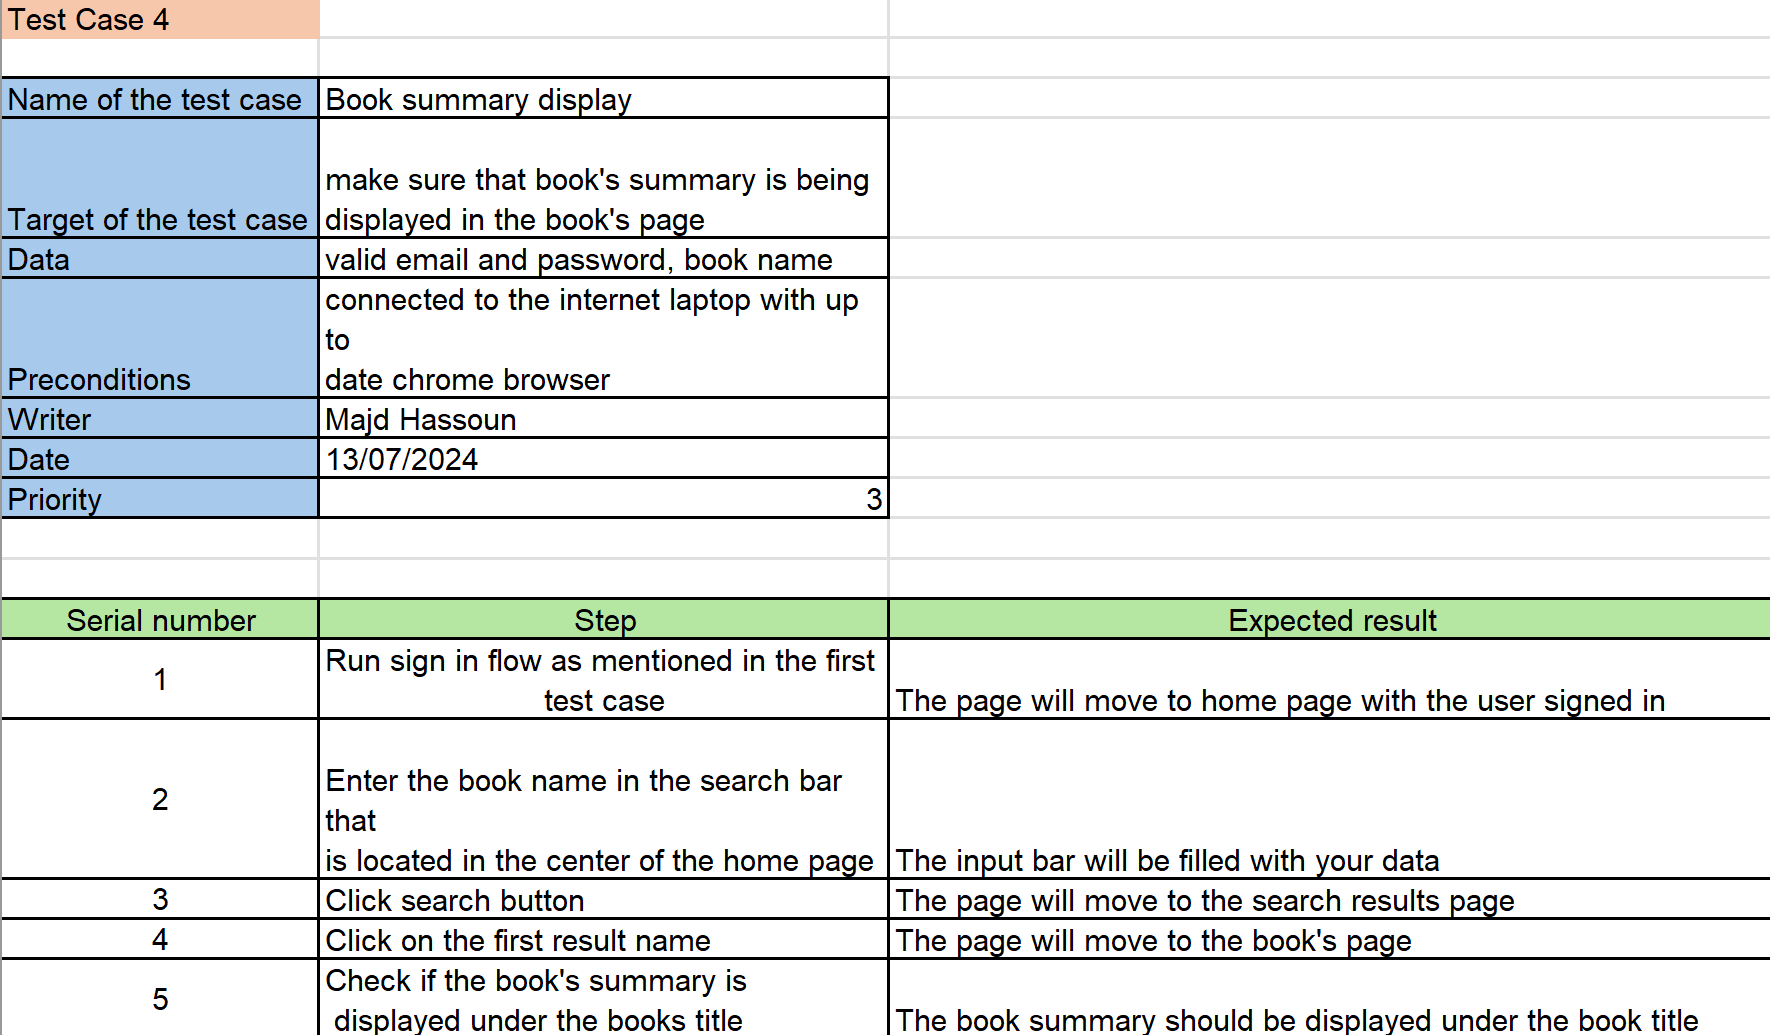 Test Case 4
Name of the test case Book summary display
make sure that book's summary is being
Target of the test case displayed in the book's page
Data valid email and password, book name
connected to the internet laptop with up
to
Preconditions date chrome browser
Writer Majd Hassoun
Date 13/07/2024
Priority 3
Serial number Step Expected result
1 Run sign in flow as mentioned in the first
test case The page will move to home page with the user signed in
2 Enter the book name in the search bar
that
is located in the center of the home page The input bar will be filled with your data
3 Click search button The page will move to the search results page
4 Click on the first result name The page will move to the book's page
5 Check if the book's summary is
displayed under the books title The book summary should be displayed under the book title